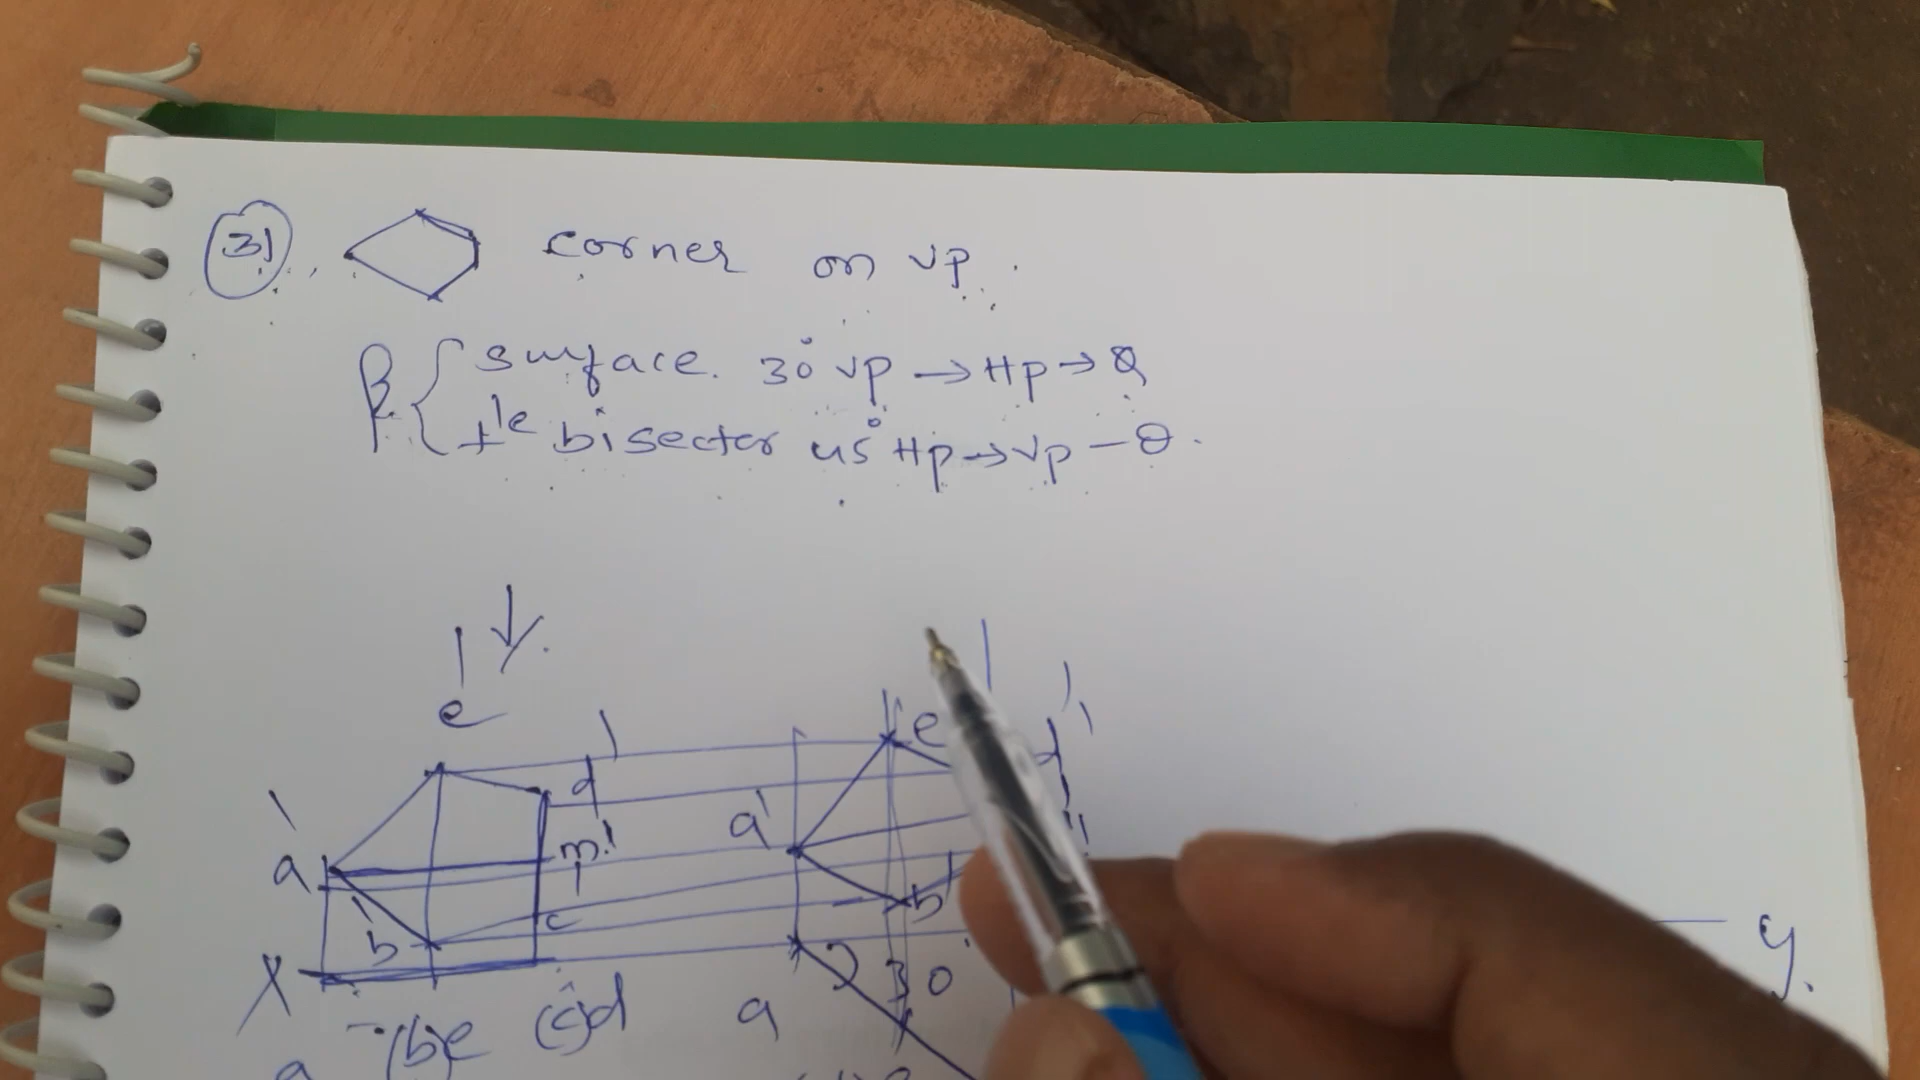 31. corner on vp.
surface. 30° vp → Hp → Q
⊥le bisector 45° Hp → vp – θ.
e'
d'
e'
d'
a'
m'
a'
b'
c'
b'
X
30
y.
(b)e (c)d
a
a